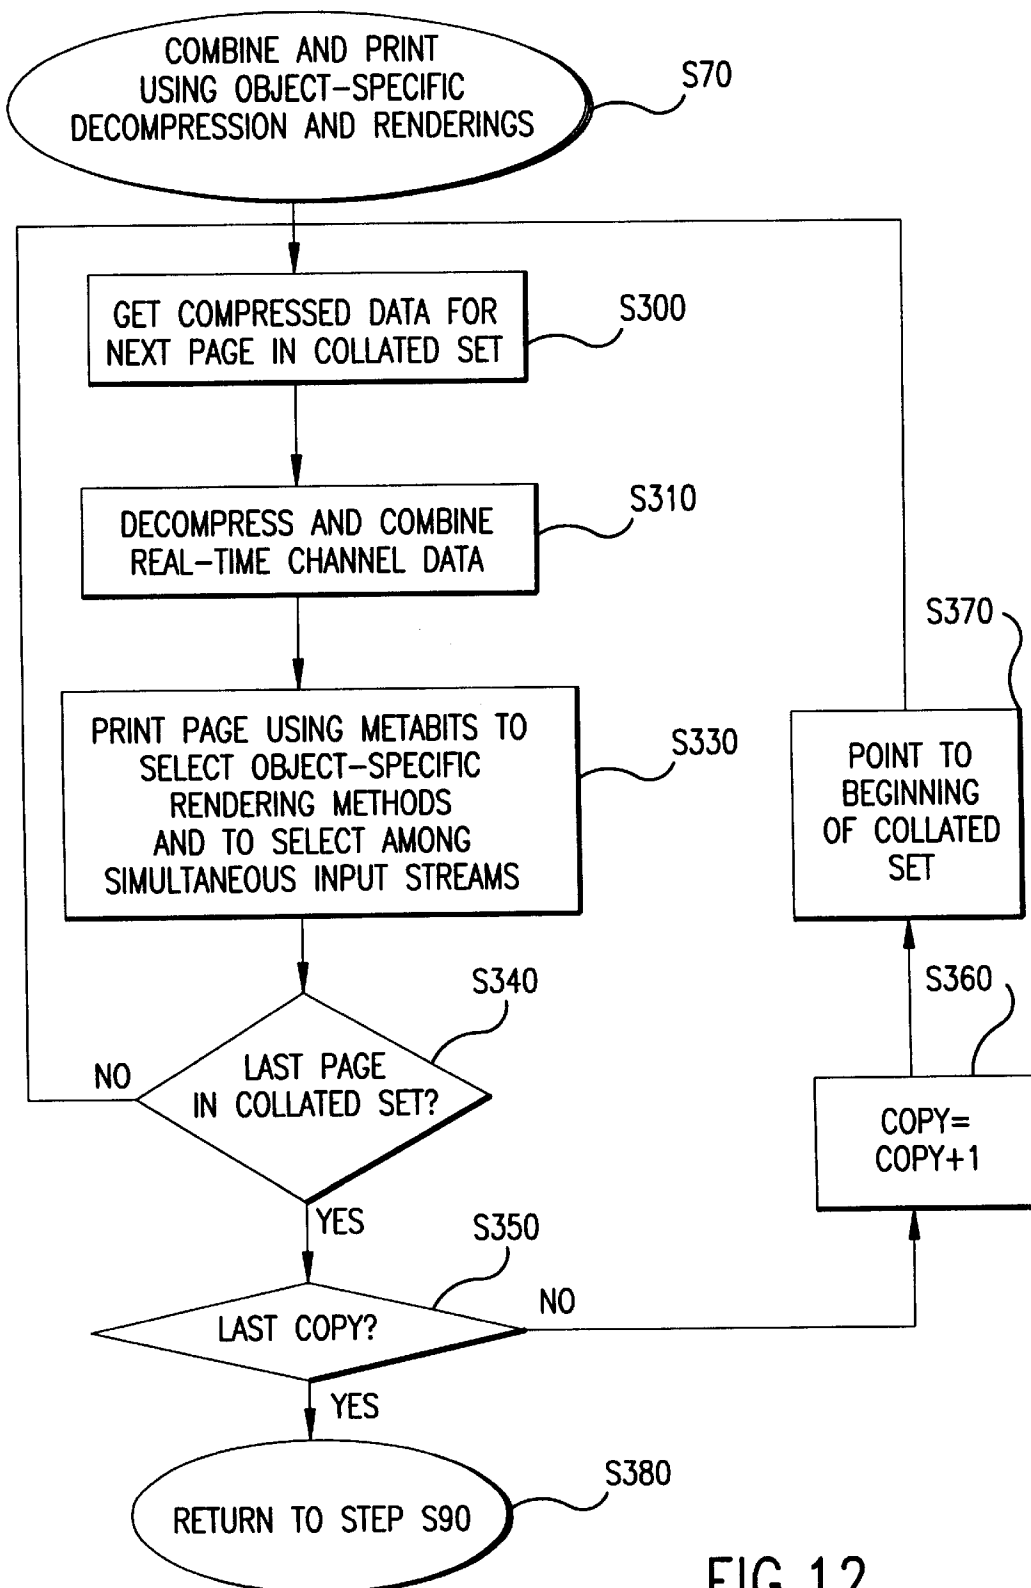 COMBINE AND PRINT
USING OBJECT-SPECIFIC
DECOMPRESSION AND RENDERINGS
S70
GET COMPRESSED DATA FOR
NEXT PAGE IN COLLATED SET
S300
DECOMPRESS AND COMBINE
REAL-TIME CHANNEL DATA
S310
PRINT PAGE USING METABITS TO
SELECT OBJECT-SPECIFIC
RENDERING METHODS
AND TO SELECT AMONG
SIMULTANEOUS INPUT STREAMS
S330
S370
POINT TO
BEGINNING
OF COLLATED
SET
S340
LAST PAGE
IN COLLATED SET?
NO
YES
S360
COPY=
COPY+1
S350
LAST COPY?
NO
YES
S380
RETURN TO STEP S90
FIG.12